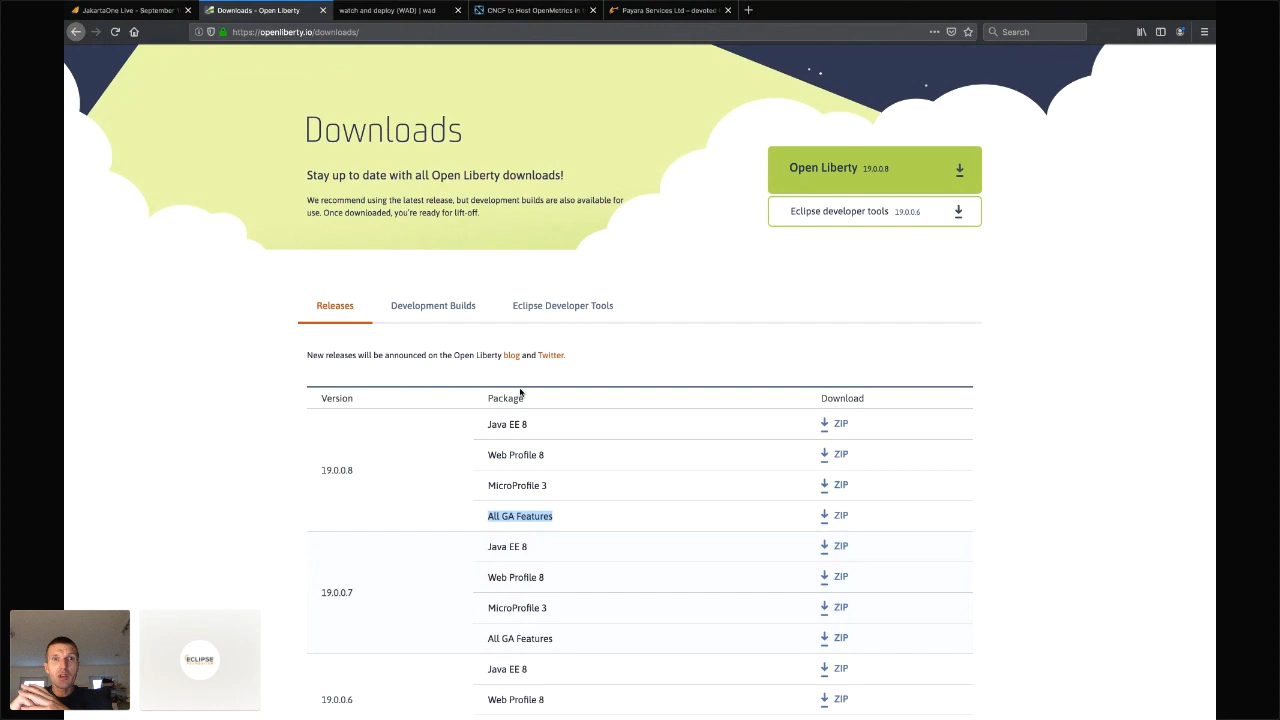 JakartaOne Live - September 1
Downloads – Open Liberty
watch and deploy (WAD) | wad
CNCF to Host OpenMetrics in th
Payara Services Ltd – devoted t
https://openliberty.io/downloads/
Search
Downloads
Stay up to date with all Open Liberty downloads!
We recommend using the latest release, but development builds are also available for
use. Once downloaded, you're ready for lift-off.
Open Liberty 19.0.0.8
Eclipse developer tools 19.0.0.6
Releases
Development Builds
Eclipse Developer Tools
New releases will be announced on the Open Liberty blog and Twitter.
Version Package Download
Java EE 8 ZIP
Web Profile 8 ZIP
19.0.0.8
MicroProfile 3 ZIP
All GA Features ZIP
Java EE 8 ZIP
Web Profile 8 ZIP
19.0.0.7
MicroProfile 3 ZIP
All GA Features ZIP
Java EE 8 ZIP
19.0.0.6 Web Profile 8 ZIP
ECLIPSE
FOUNDATION